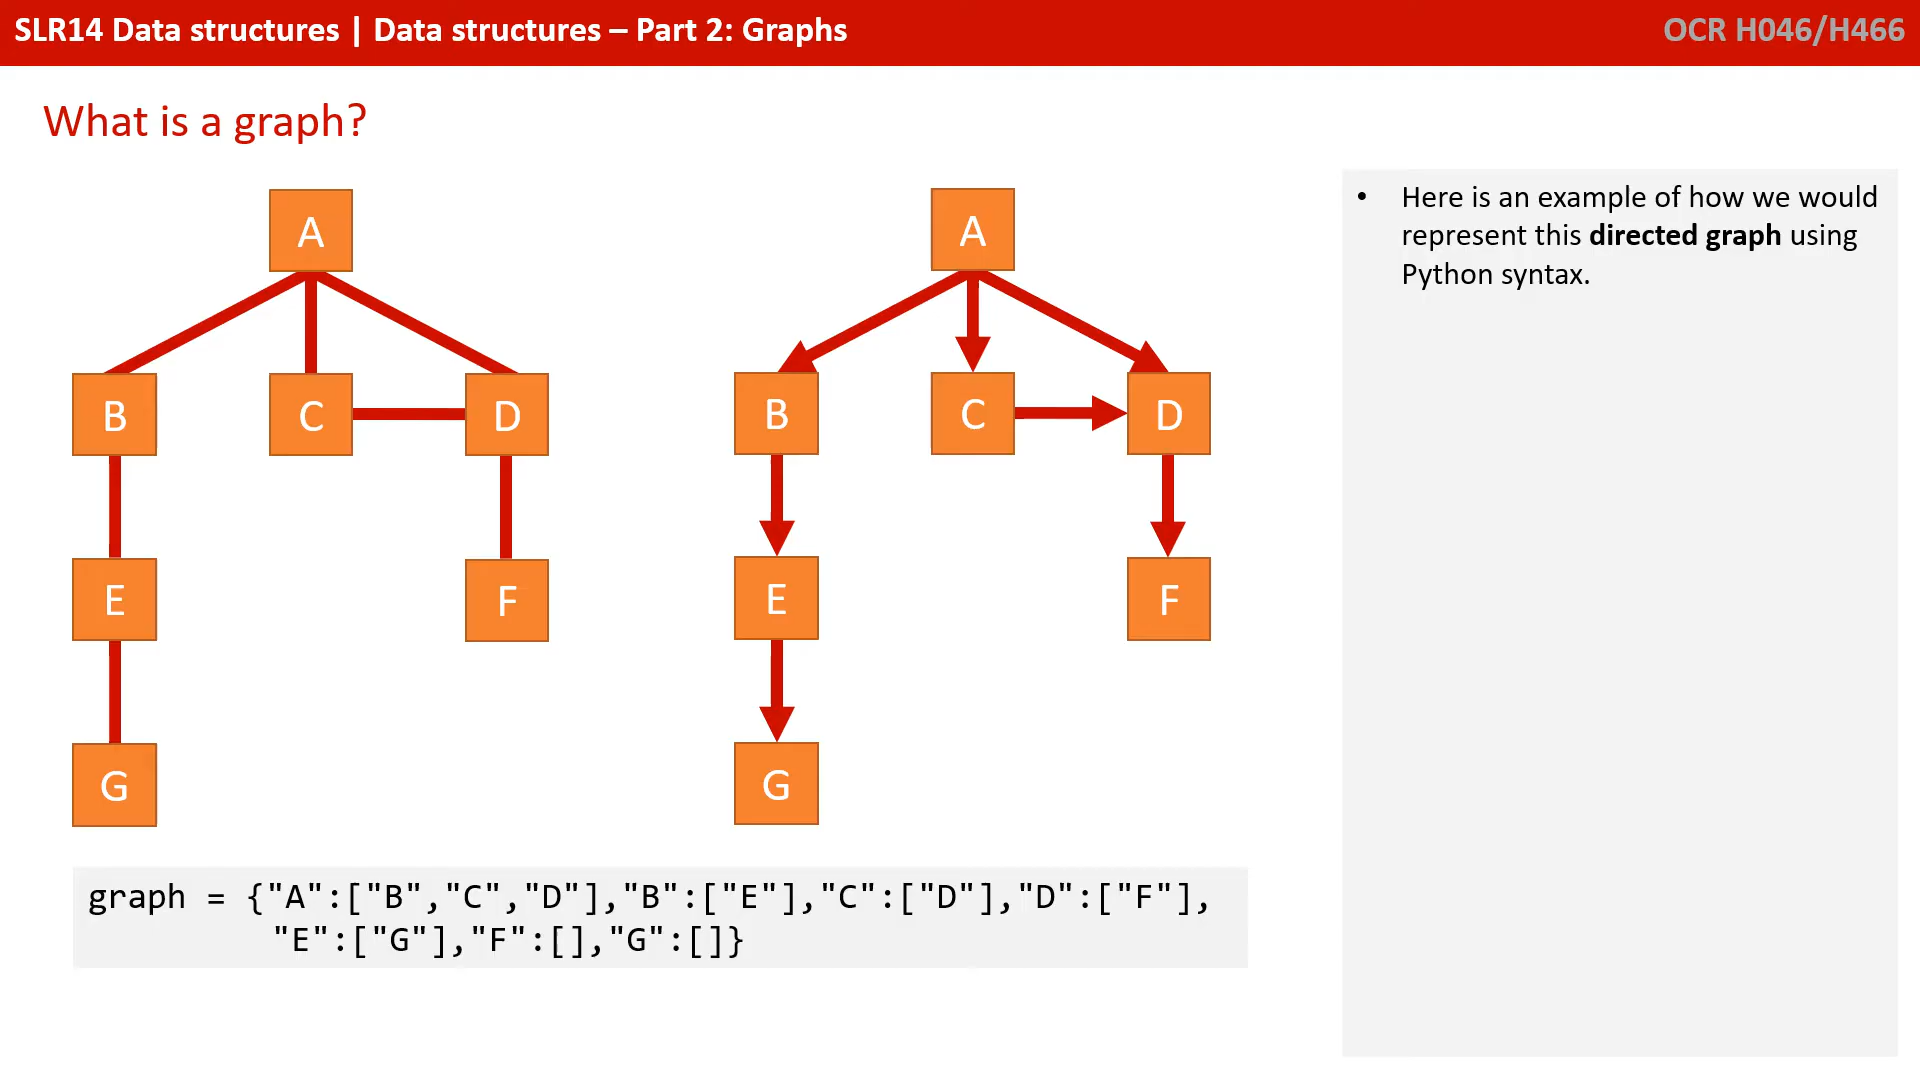 SLR14 Data structures | Data structures – Part 2: Graphs
OCR H046/H466
What is a graph?
A
B
C
D
E
F
G
A
B
C
D
E
F
G
graph = {"A":["B","C","D"],"B":["E"],"C":["D"],"D":["F"],
"E":["G"],"F":[],"G":[]}
• Here is an example of how we would
represent this directed graph using
Python syntax.